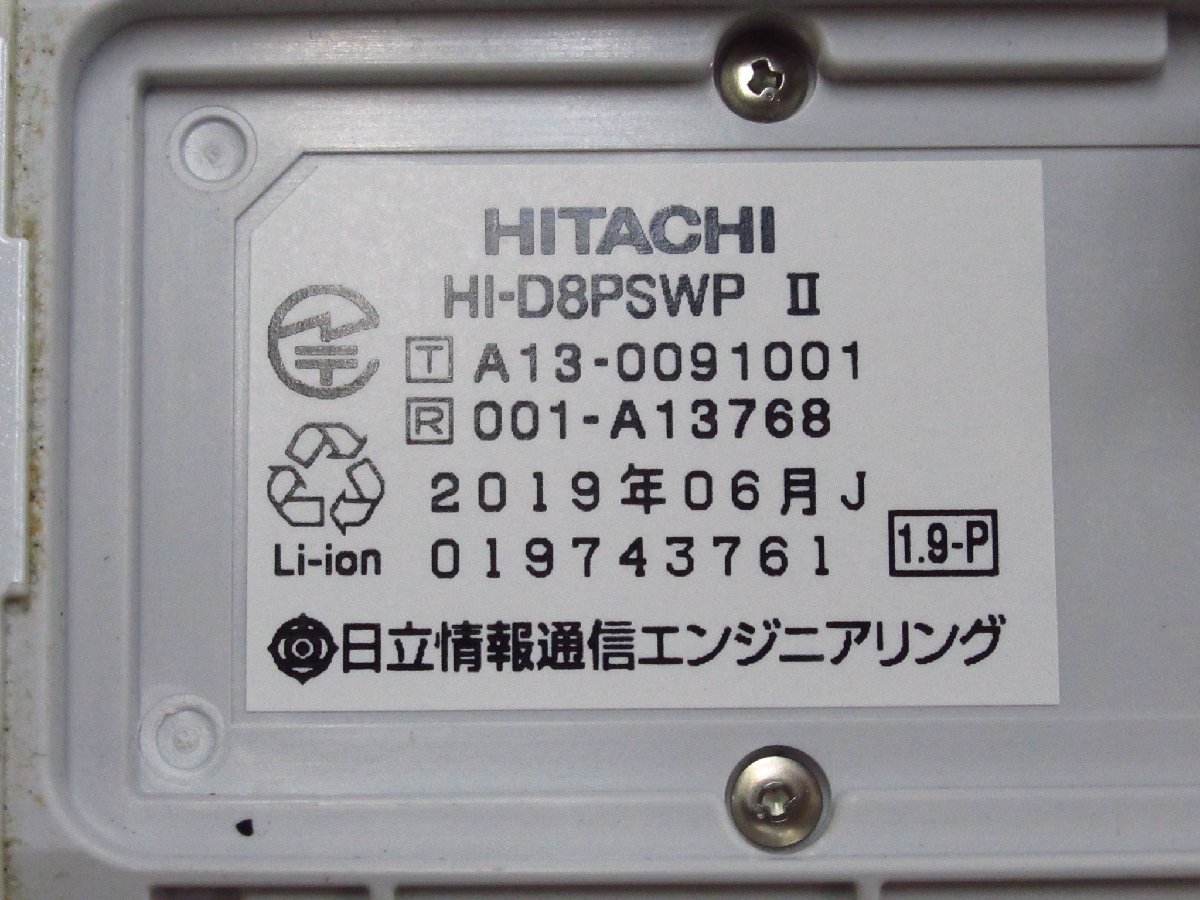 HITACHI
HI-D8PSWP II
T A13-0091001
R 001-A13768
2019年06月J
Li-ion 019743761 1.9-P
日立情報通信エンジニアリング